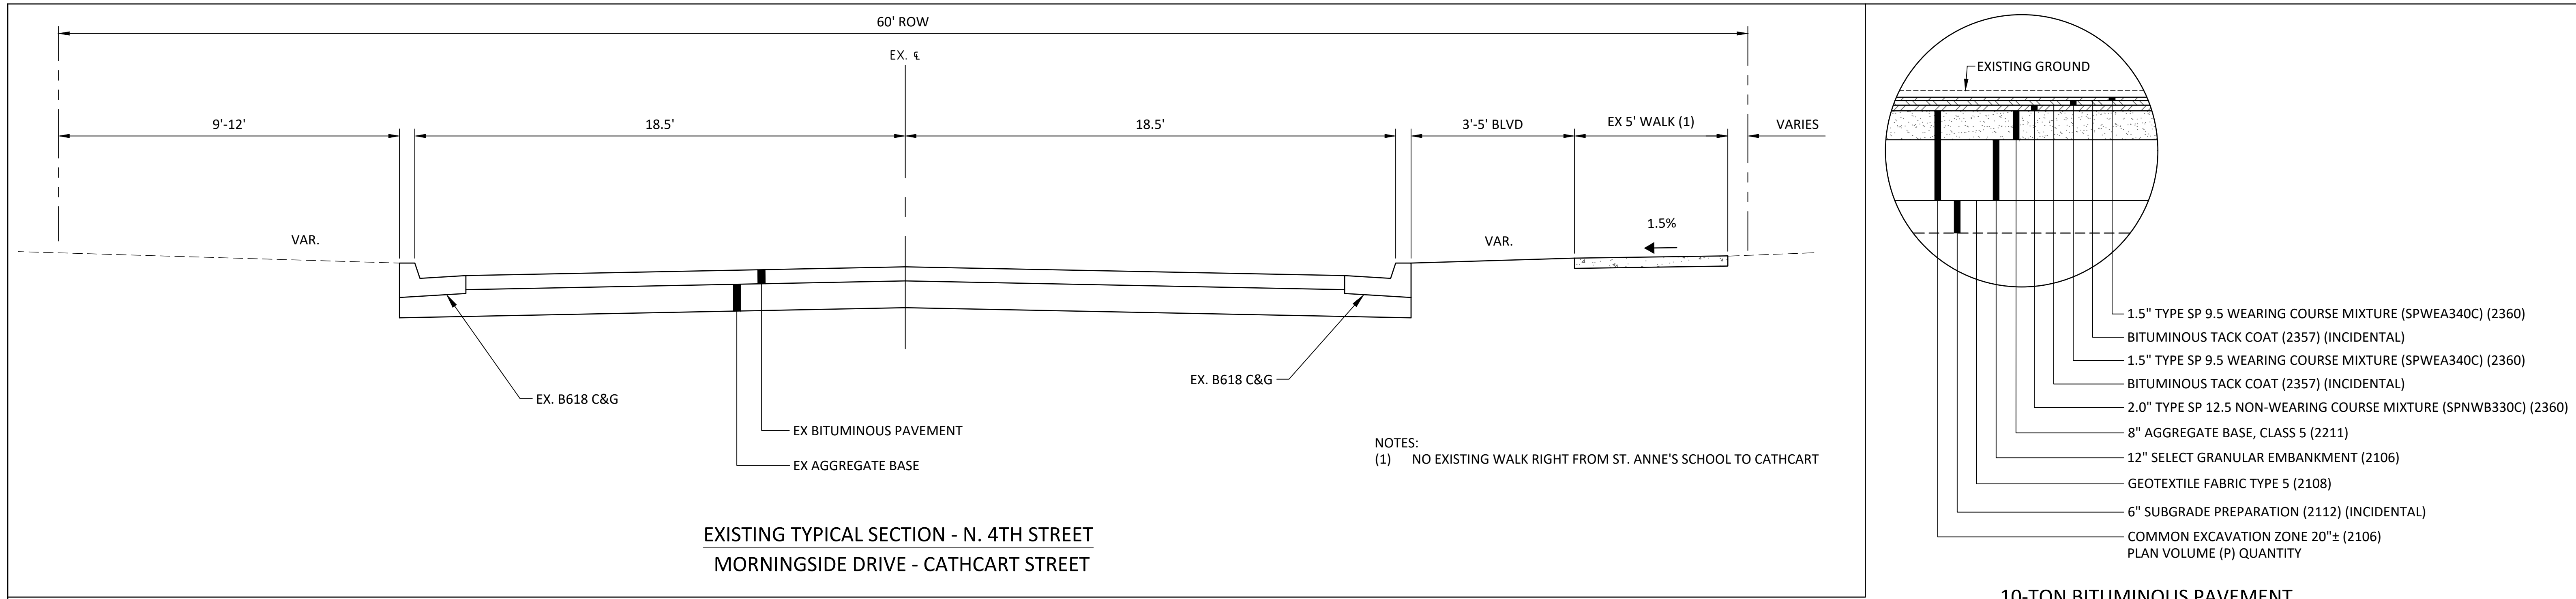 60' ROW
EX. ℄
9'-12'
18.5'
18.5'
3'-5' BLVD
EX 5' WALK (1)
VARIES
VAR.
VAR.
1.5%
EX. B618 C&G
EX. B618 C&G
EX BITUMINOUS PAVEMENT
EX AGGREGATE BASE
NOTES:
(1) NO EXISTING WALK RIGHT FROM ST. ANNE'S SCHOOL TO CATHCART
EXISTING TYPICAL SECTION - N. 4TH STREET
MORNINGSIDE DRIVE - CATHCART STREET
EXISTING GROUND
1.5" TYPE SP 9.5 WEARING COURSE MIXTURE (SPWEA340C) (2360)
BITUMINOUS TACK COAT (2357) (INCIDENTAL)
1.5" TYPE SP 9.5 WEARING COURSE MIXTURE (SPWEA340C) (2360)
BITUMINOUS TACK COAT (2357) (INCIDENTAL)
2.0" TYPE SP 12.5 NON-WEARING COURSE MIXTURE (SPNWB330C) (2360)
8" AGGREGATE BASE, CLASS 5 (2211)
12" SELECT GRANULAR EMBANKMENT (2106)
GEOTEXTILE FABRIC TYPE 5 (2108)
6" SUBGRADE PREPARATION (2112) (INCIDENTAL)
COMMON EXCAVATION ZONE 20"± (2106)
PLAN VOLUME (P) QUANTITY
10-TON BITUMINOUS PAVEMENT